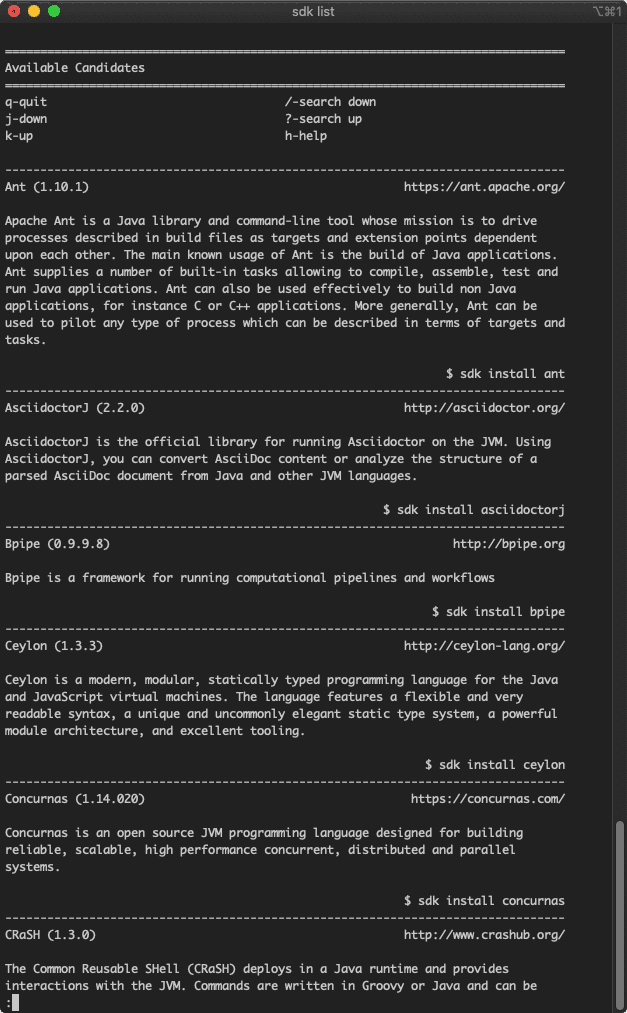 sdk list
⌥⌘1
================================================================================
Available Candidates
================================================================================
q-quit                                  /-search down
j-down                                  ?-search up
k-up                                    h-help
--------------------------------------------------------------------------------
Ant (1.10.1)                                             https://ant.apache.org/
Apache Ant is a Java library and command-line tool whose mission is to drive
processes described in build files as targets and extension points dependent
upon each other. The main known usage of Ant is the build of Java applications.
Ant supplies a number of built-in tasks allowing to compile, assemble, test and
run Java applications. Ant can also be used effectively to build non Java
applications, for instance C or C++ applications. More generally, Ant can be
used to pilot any type of process which can be described in terms of targets and
tasks.
$ sdk install ant
--------------------------------------------------------------------------------
AsciidoctorJ (2.2.0)                                     http://asciidoctor.org/
AsciidoctorJ is the official library for running Asciidoctor on the JVM. Using
AsciidoctorJ, you can convert AsciiDoc content or analyze the structure of a
parsed AsciiDoc document from Java and other JVM languages.
$ sdk install asciidoctorj
--------------------------------------------------------------------------------
Bpipe (0.9.9.8)                                                 http://bpipe.org
Bpipe is a framework for running computational pipelines and workflows
$ sdk install bpipe
--------------------------------------------------------------------------------
Ceylon (1.3.3)                                           http://ceylon-lang.org/
Ceylon is a modern, modular, statically typed programming language for the Java
and JavaScript virtual machines. The language features a flexible and very
readable syntax, a unique and uncommonly elegant static type system, a powerful
module architecture, and excellent tooling.
$ sdk install ceylon
--------------------------------------------------------------------------------
Concurnas (1.14.020)                                      https://concurnas.com/
Concurnas is an open source JVM programming language designed for building
reliable, scalable, high performance concurrent, distributed and parallel
systems.
$ sdk install concurnas
--------------------------------------------------------------------------------
CRaSH (1.3.0)                                            http://www.crashub.org/
The Common Reusable SHell (CRaSH) deploys in a Java runtime and provides
interactions with the JVM. Commands are written in Groovy or Java and can be
: